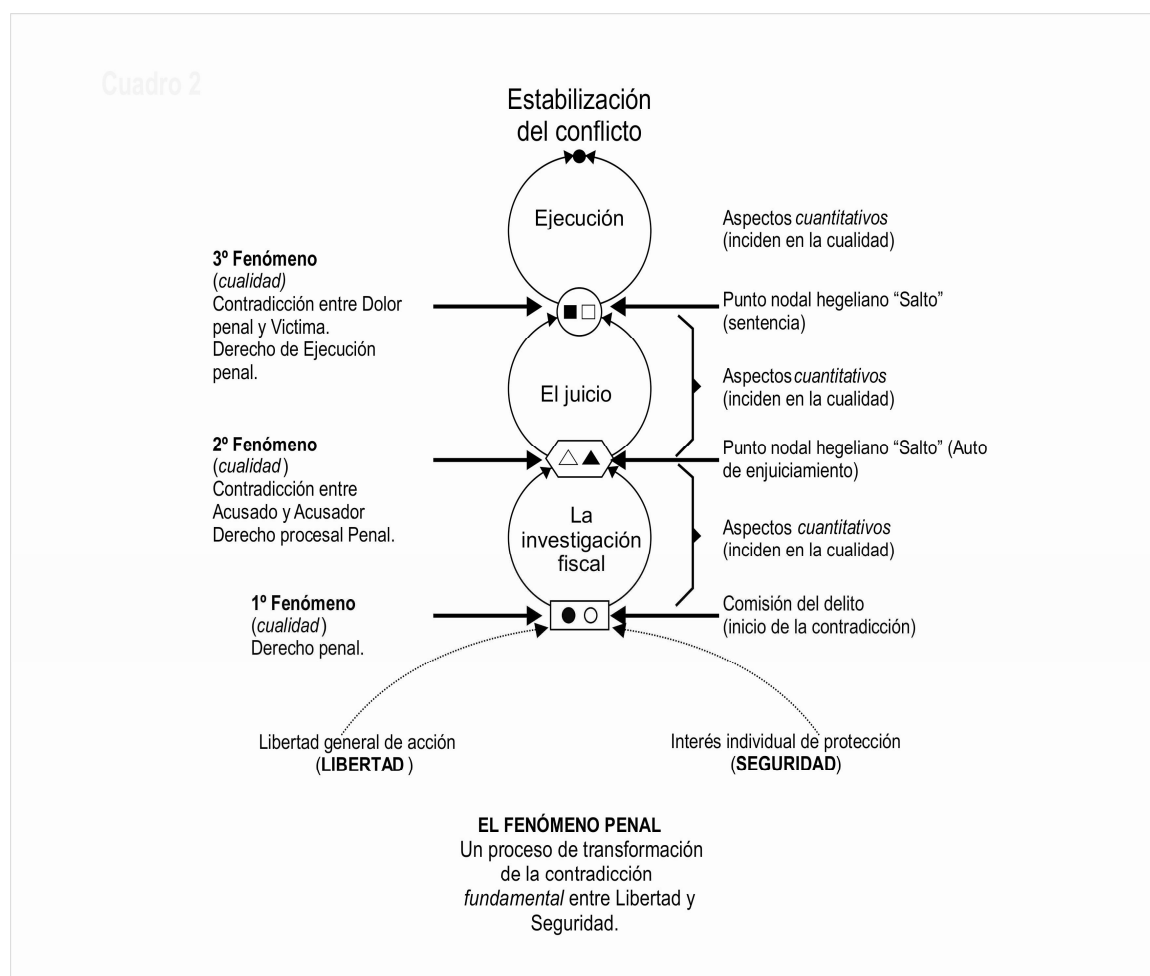 Cuadro 2
Estabilización
del conflicto
Ejecución
Aspectos cuantitativos
(inciden en la cualidad)
3º Fenómeno
(cualidad)
Contradicción entre Dolor
penal y Victima.
Derecho de Ejecución
penal.
Punto nodal hegeliano “Salto”
(sentencia)
El juicio
Aspectos cuantitativos
(inciden en la cualidad)
2º Fenómeno
(cualidad)
Contradicción entre
Acusado y Acusador
Derecho procesal Penal.
Punto nodal hegeliano “Salto” (Auto
de enjuiciamiento)
La
investigación
fiscal
Aspectos cuantitativos
(inciden en la cualidad)
1º Fenómeno
(cualidad)
Derecho penal.
Comisión del delito
(inicio de la contradicción)
Libertad general de acción
(LIBERTAD )
Interés individual de protección
(SEGURIDAD)
EL FENÓMENO PENAL
Un proceso de transformación
de la contradicción
fundamental entre Libertad y
Seguridad.